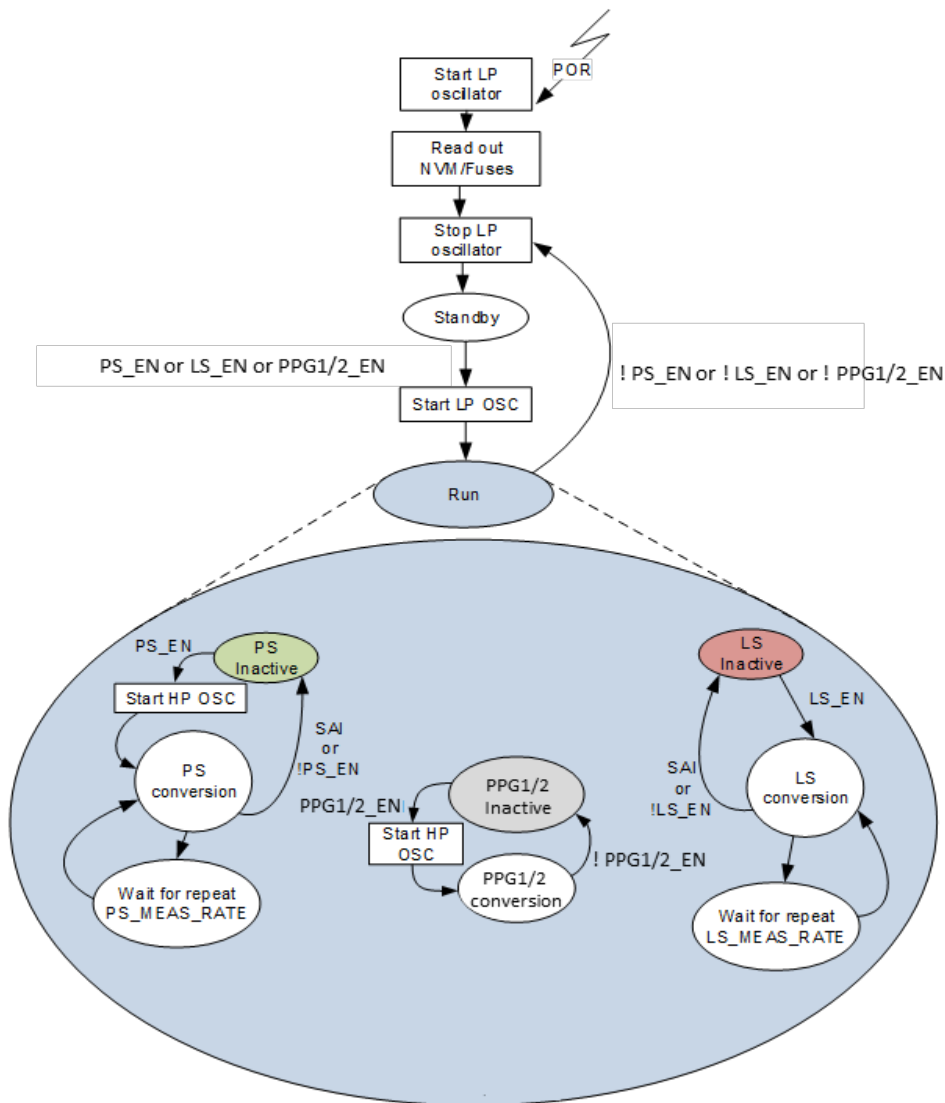 POR
Start LP
oscillator
Read out
NVM/Fuses
Stop LP
oscillator
Standby
PS_EN or LS_EN or PPG1/2_EN
! PS_EN or ! LS_EN or ! PPG1/2_EN
Start LP OSC
Run
PS_EN
PS
Inactive
Start HP OSC
SAI
or
!PS_EN
PS
conversion
Wait for repeat
PS_MEAS_RATE
PPG1/2_EN
PPG1/2
Inactive
Start HP
OSC
! PPG1/2_EN
PPG1/2
conversion
LS
Inactive
LS_EN
SAI
or
!LS_EN
LS
conversion
Wait for repeat
LS_MEAS_RATE